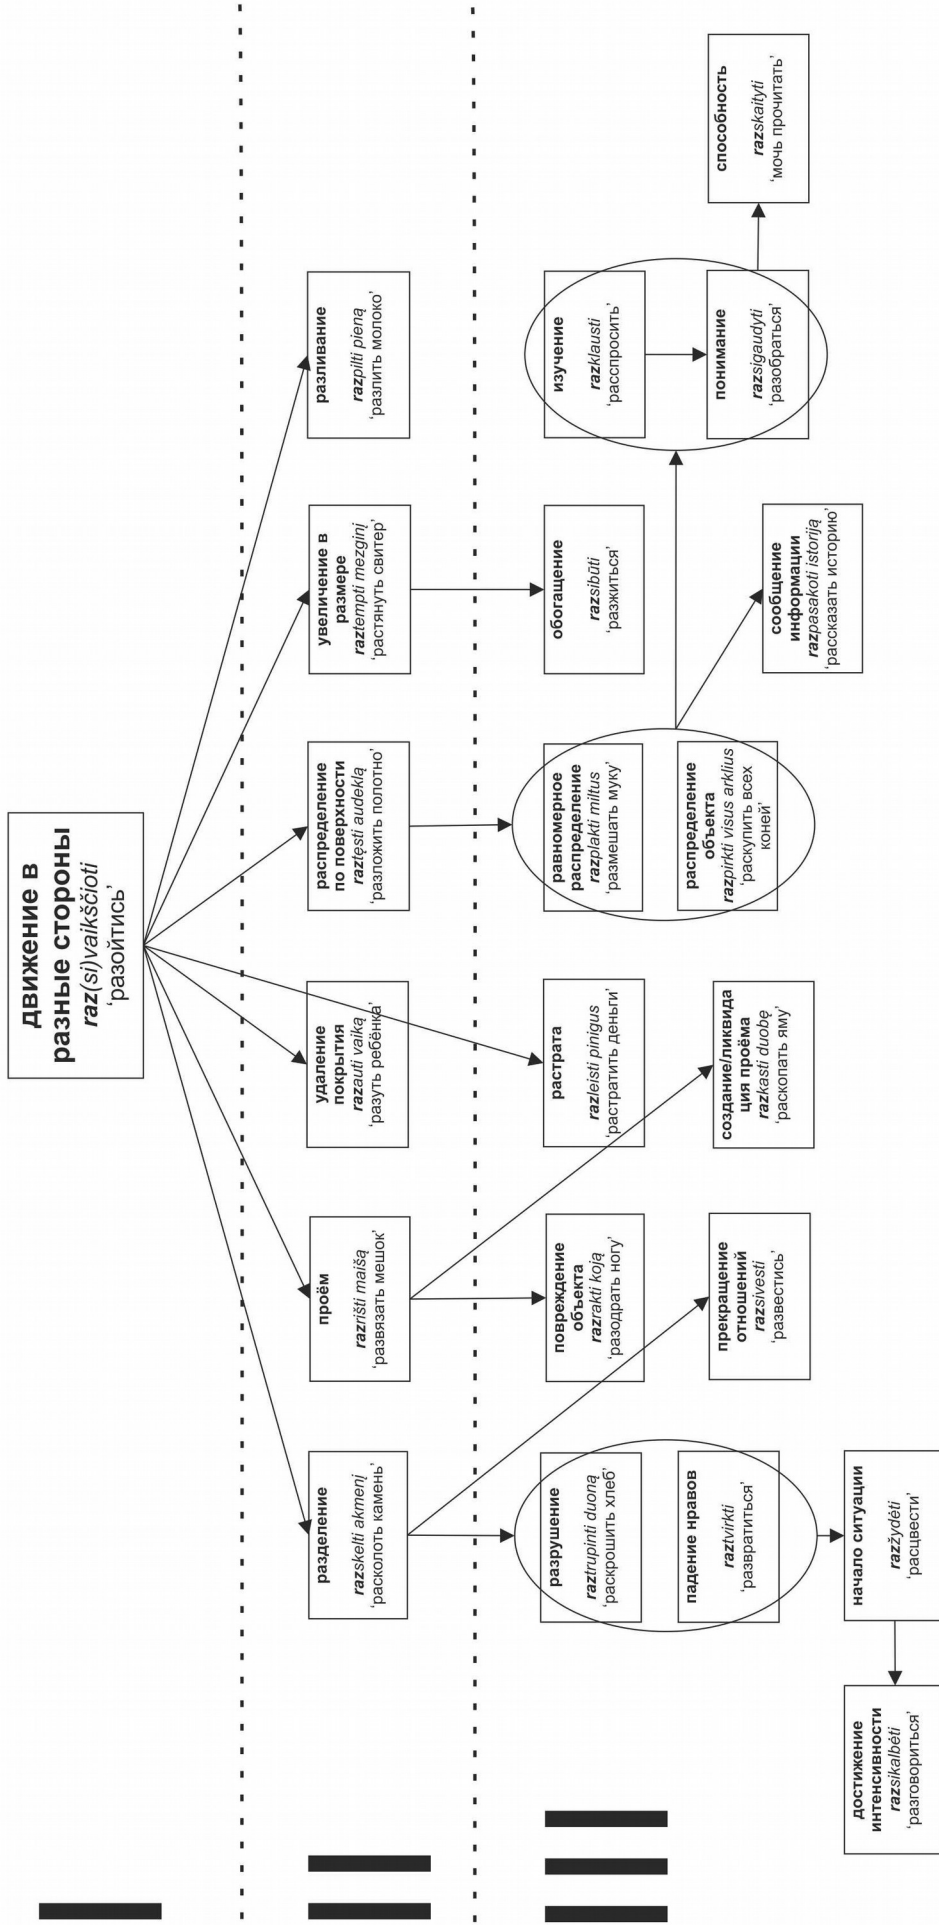 движение в
разные стороны
raz(si)vaikščioti
‘разойтись’
разделение
razskelti akmenį
‘расколоть камень’
проём
razrišti maišą
‘развязать мешок’
удаление
покрытия
razauti vaiką
‘разуть ребёнка’
распределение
по поверхности
raztęsti audeklą
‘разложить полотно’
увеличение в
размере
raztempti mezginį
‘растянуть свитер’
разливание
razpilti pieną
‘разлить молоко’
разрушение
raztrupinti duoną
‘раскрошить хлеб’
падение нравов
raztvirkti
‘развратиться’
повреждение
объекта
razrakti koją
‘разодрать ногу’
прекращение
отношений
razsivesti
‘развестись’
растрата
razleisti pinigus
‘растратить деньги’
создание/ликвида
ция проёма
razkasti duobę
‘раскопать яму’
равномерное
распределение
razplakti miltus
‘размешать муку’
распределение
объекта
razpirkti visus arklius
‘раскупить всех
коней’
обогащение
razsibūti
‘разжиться’
сообщение
информации
razpasakoti istoriją
‘рассказать историю’
изучение
razklausti
‘расспросить’
понимание
razsigaudyti
‘разобраться’
способность
razskaityti
‘мочь прочитать’
начало ситуации
razžydėti
‘расцвести’
достижение
интенсивности
razsikalbėti
‘разговориться’